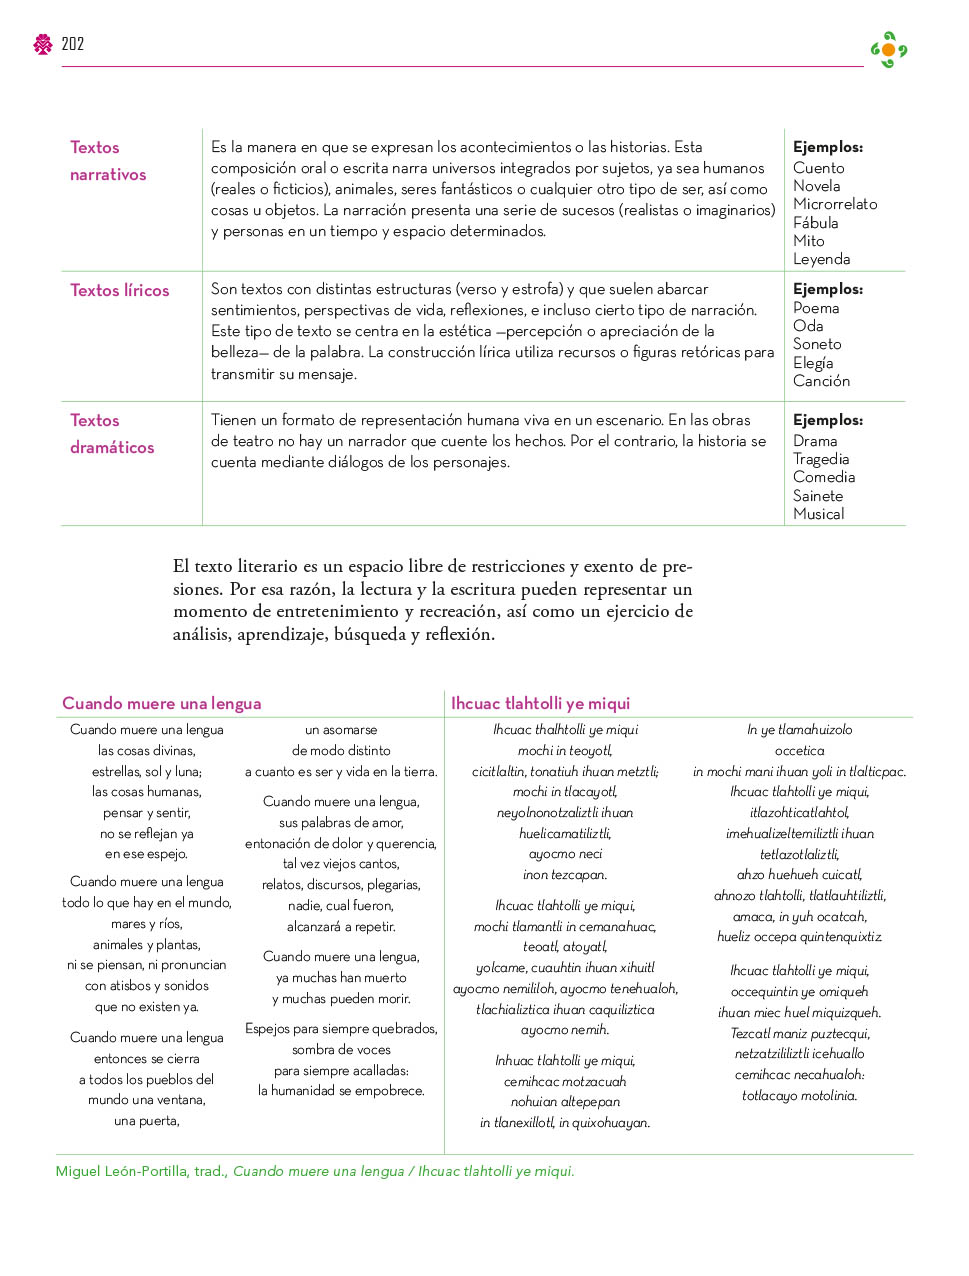 202
Textos
narrativos
Es la manera en que se expresan los acontecimientos o las historias. Esta
composición oral o escrita narra universos integrados por sujetos, ya sea humanos
(reales o ficticios), animales, seres fantásticos o cualquier otro tipo de ser, así como
cosas u objetos. La narración presenta una serie de sucesos (realistas o imaginarios)
y personas en un tiempo y espacio determinados.
Ejemplos:
Cuento
Novela
Microrrelato
Fábula
Mito
Leyenda
Textos líricos
Son textos con distintas estructuras (verso y estrofa) y que suelen abarcar
sentimientos, perspectivas de vida, reflexiones, e incluso cierto tipo de narración.
Este tipo de texto se centra en la estética —percepción o apreciación de la
belleza— de la palabra. La construcción lírica utiliza recursos o figuras retóricas para
transmitir su mensaje.
Ejemplos:
Poema
Oda
Soneto
Elegía
Canción
Textos
dramáticos
Tienen un formato de representación humana viva en un escenario. En las obras
de teatro no hay un narrador que cuente los hechos. Por el contrario, la historia se
cuenta mediante diálogos de los personajes.
Ejemplos:
Drama
Tragedia
Comedia
Sainete
Musical
El texto literario es un espacio libre de restricciones y exento de pre-
siones. Por esa razón, la lectura y la escritura pueden representar un
momento de entretenimiento y recreación, así como un ejercicio de
análisis, aprendizaje, búsqueda y reflexión.
Cuando muere una lengua
Cuando muere una lengua
las cosas divinas,
estrellas, sol y luna;
las cosas humanas,
pensar y sentir,
no se reflejan ya
en ese espejo.
Cuando muere una lengua
todo lo que hay en el mundo,
mares y ríos,
animales y plantas,
ni se piensan, ni pronuncian
con atisbos y sonidos
que no existen ya.
Cuando muere una lengua
entonces se cierra
a todos los pueblos del
mundo una ventana,
una puerta,
un asomarse
de modo distinto
a cuanto es ser y vida en la tierra.
Cuando muere una lengua,
sus palabras de amor,
entonación de dolor y querencia,
tal vez viejos cantos,
relatos, discursos, plegarias,
nadie, cual fueron,
alcanzará a repetir.
Cuando muere una lengua,
ya muchas han muerto
y muchas pueden morir.
Espejos para siempre quebrados,
sombra de voces
para siempre acalladas:
la humanidad se empobrece.
Ihcuac tlahtolli ye miqui
Ihcuac thalhtolli ye miqui
mochi in teoyotl,
cicitlaltin, tonatiuh ihuan metztli;
mochi in tlacayotl,
neyolnonotzaliztli ihuan
huelicamatiliztli,
ayocmo neci
inon tezcapan.
Ihcuac tlahtolli ye miqui,
mochi tlamantli in cemanahuac,
teoatl, atoyatl,
yolcame, cuauhtin ihuan xihuitl
ayocmo nemililoh, ayocmo tenehualoh,
tlachializtica ihuan caquiliztica
ayocmo nemih.
Inhuac tlahtolli ye miqui,
cemihcac motzacuah
nohuian altepepan
in tlanexillotl, in quixohuayan.
In ye tlamahuizolo
occetica
in mochi mani ihuan yoli in tlalticpac.
Ihcuac tlahtolli ye miqui,
itlazohticatlahtol,
imehualizeltemiliztli ihuan
tetlazotlaliztli,
ahzo huehueh cuicatl,
ahnozo tlahtolli, tlatlauhtiliztli,
amaca, in yuh ocatcah,
hueliz occepa quintenquixtiz.
Ihcuac tlahtolli ye miqui,
occequintin ye omiqueh
ihuan miec huel miquizqueh.
Tezcatl maniz puztecqui,
netzatzililiztli icehuallo
cemihcac necahualoh:
totlacayo motolinia.
Miguel León-Portilla, trad., Cuando muere una lengua / Ihcuac tlahtolli ye miqui.